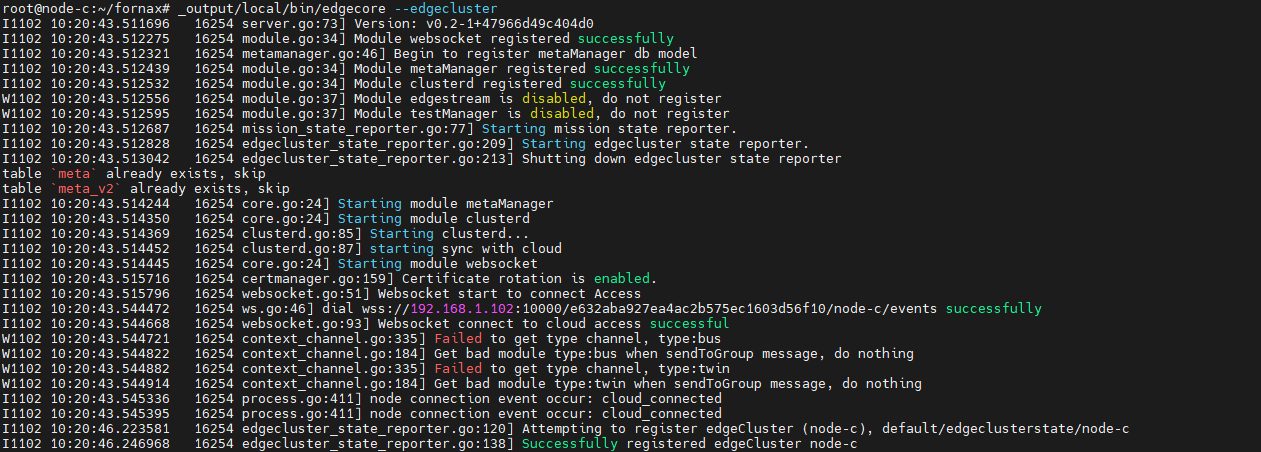 root@node-c:~/fornax# _output/local/bin/edgecore --edgecluster
I1102 10:20:43.511696   16254 server.go:73] Version: v0.2-1+47966d49c404d0
I1102 10:20:43.512275   16254 module.go:34] Module websocket registered successfully
I1102 10:20:43.512321   16254 metamanager.go:46] Begin to register metaManager db model
I1102 10:20:43.512439   16254 module.go:34] Module metaManager registered successfully
I1102 10:20:43.512532   16254 module.go:34] Module clusterd registered successfully
W1102 10:20:43.512556   16254 module.go:37] Module edgestream is disabled, do not register
W1102 10:20:43.512595   16254 module.go:37] Module testManager is disabled, do not register
I1102 10:20:43.512687   16254 mission_state_reporter.go:77] Starting mission state reporter.
I1102 10:20:43.512828   16254 edgecluster_state_reporter.go:209] Starting edgecluster state reporter.
I1102 10:20:43.513042   16254 edgecluster_state_reporter.go:213] Shutting down edgecluster state reporter
table `meta` already exists, skip
table `meta_v2` already exists, skip
I1102 10:20:43.514244   16254 core.go:24] Starting module metaManager
I1102 10:20:43.514350   16254 core.go:24] Starting module clusterd
I1102 10:20:43.514369   16254 clusterd.go:85] Starting clusterd...
I1102 10:20:43.514452   16254 clusterd.go:87] starting sync with cloud
I1102 10:20:43.514445   16254 core.go:24] Starting module websocket
I1102 10:20:43.515716   16254 certmanager.go:159] Certificate rotation is enabled.
I1102 10:20:43.515796   16254 websocket.go:51] Websocket start to connect Access
I1102 10:20:43.544472   16254 ws.go:46] dial wss://192.168.1.102:10000/e632aba927ea4ac2b575ec1603d56f10/node-c/events successfully
I1102 10:20:43.544668   16254 websocket.go:93] Websocket connect to cloud access successful
W1102 10:20:43.544721   16254 context_channel.go:335] Failed to get type channel, type:bus
W1102 10:20:43.544822   16254 context_channel.go:184] Get bad module type:bus when sendToGroup message, do nothing
W1102 10:20:43.544882   16254 context_channel.go:335] Failed to get type channel, type:twin
W1102 10:20:43.544914   16254 context_channel.go:184] Get bad module type:twin when sendToGroup message, do nothing
I1102 10:20:43.545336   16254 process.go:411] node connection event occur: cloud_connected
I1102 10:20:43.545395   16254 process.go:411] node connection event occur: cloud_connected
I1102 10:20:46.223581   16254 edgecluster_state_reporter.go:120] Attempting to register edgeCluster (node-c), default/edgeclusterstate/node-c
I1102 10:20:46.246968   16254 edgecluster_state_reporter.go:138] Successfully registered edgeCluster node-c